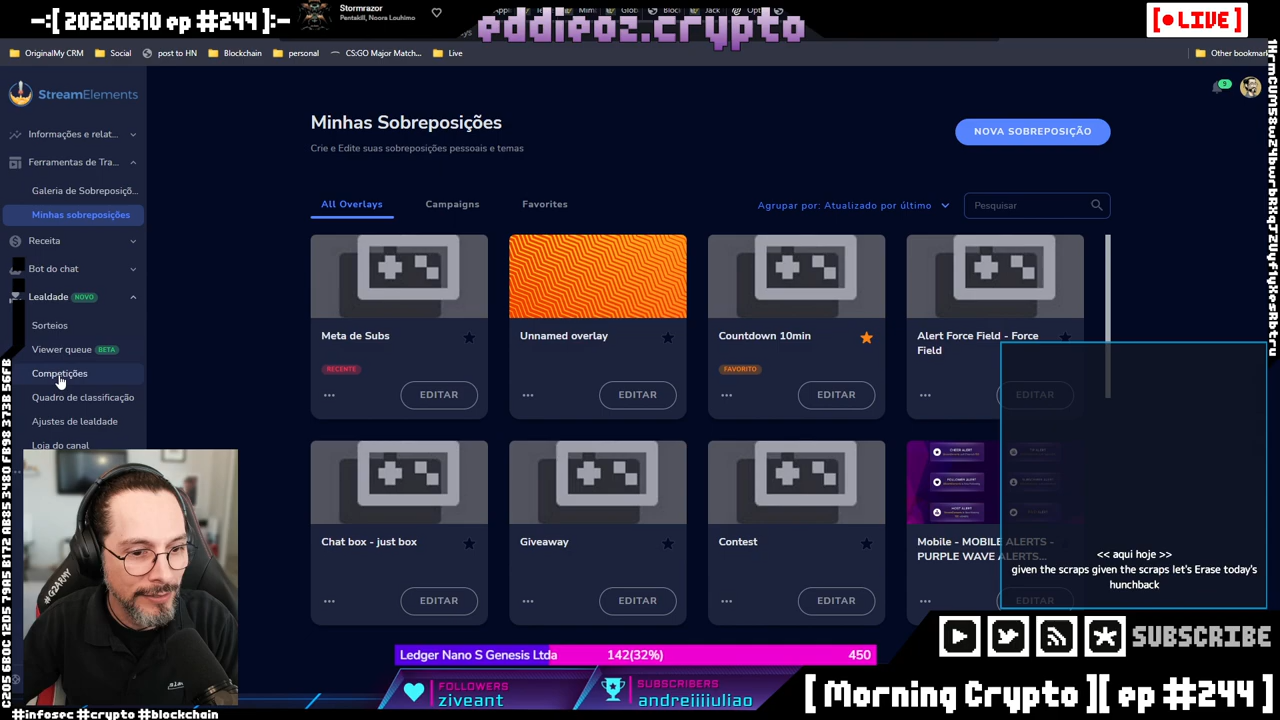 -:[ 20220610 ep #244 ]:-
Stormrazor
Pentakill, Noora Louhimo
eddieoz.crypto
[ LIVE ]
OriginalMy CRM
Social
post to HN
Blockchain
personal
CS:GO Major Match...
Live
Other bookmar
StreamElements
9
Informações e relat...
Ferramentas de Tra...
Galeria de Sobreposiçõ...
Minhas sobreposições
Receita
Bot do chat
Lealdade NOVO
Sorteios
Viewer queue BETA
Competições
Quadro de classificação
Ajustes de lealdade
Loja do canal
Minhas Sobreposições
NOVA SOBREPOSIÇÃO
Crie e Edite suas sobreposições pessoais e temas
All Overlays
Campaigns
Favorites
Agrupar por: Atualizado por último
Pesquisar
Meta de Subs
RECENTE
EDITAR
Unnamed overlay
EDITAR
Countdown 10min
FAVORITO
EDITAR
Alert Force Field - Force
Field
EDITAR
Chat box - just box
EDITAR
Giveaway
EDITAR
Contest
EDITAR
Mobile - MOBILE ALERTS -
PURPLE WAVE ALERTS...
EDITAR
<< aqui hoje >>
given the scraps given the scraps let's Erase today's
hunchback
#G2ARMY
Ledger Nano S Genesis Ltda
142(32%)
450
FOLLOWERS
ziveant
SUBSCRIBERS
andrejjjuliao
SUBSCRIBE
[ Morning Crypto ][ ep #244 ]
#infosec #crypto #blockchain